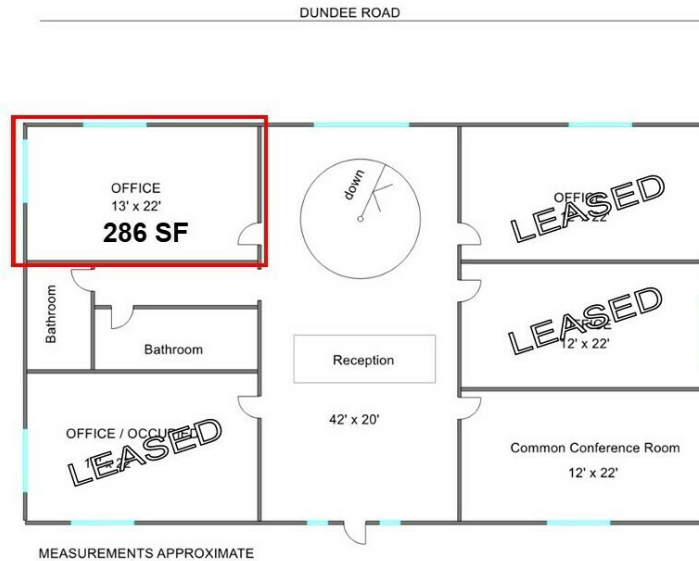 DUNDEE ROAD
OFFICE
13' x 22'
286 SF
down
LEASED
x 22'
Bathroom
Bathroom
Reception
42' x 20'
LEASED
12' x 22'
OFFICE /
LEASED
Common Conference Room
12' x 22'
MEASUREMENTS APPROXIMATE